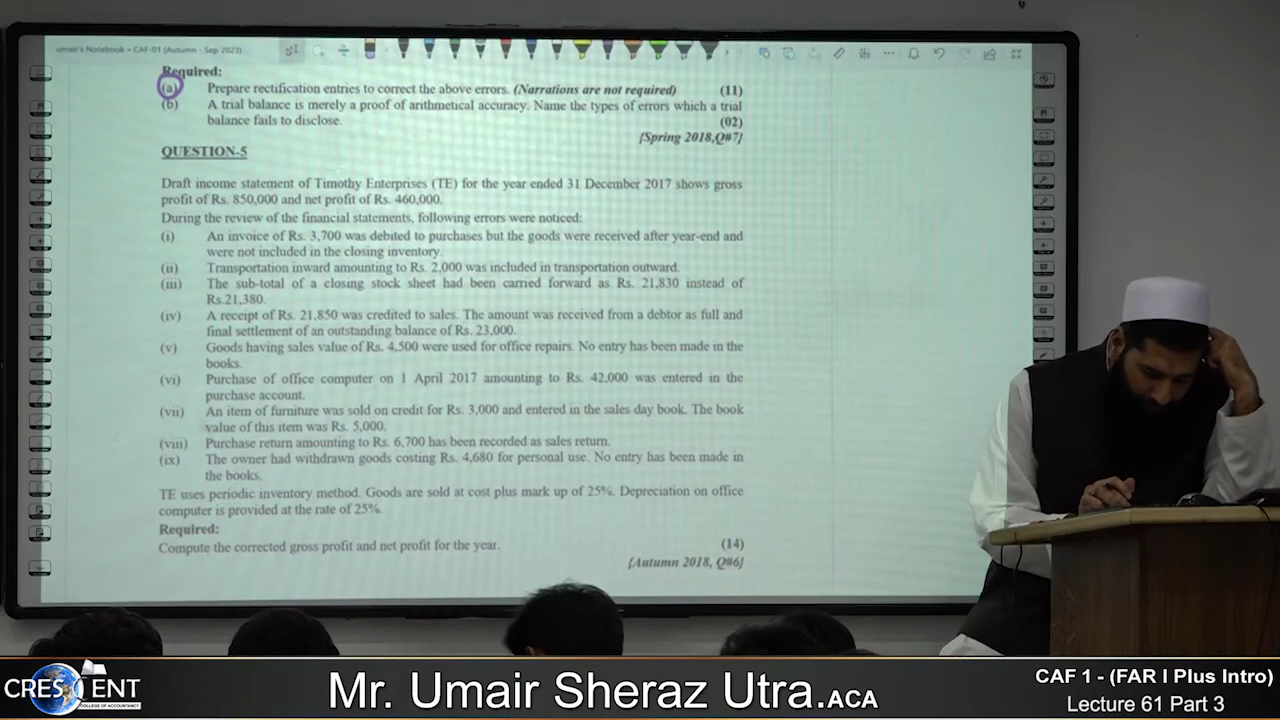 umair's Notebook » CAF-01 (Autumn - Sep 2023)
Required:
(a) Prepare rectification entries to correct the above errors. (Narrations are not required) (11)
(b) A trial balance is merely a proof of arithmetical accuracy. Name the types of errors which a trial
balance fails to disclose. (02)
{Spring 2018,Q#7}
QUESTION-5
Draft income statement of Timothy Enterprises (TE) for the year ended 31 December 2017 shows gross
profit of Rs. 850,000 and net profit of Rs. 460,000.
During the review of the financial statements, following errors were noticed:
(i) An invoice of Rs. 3,700 was debited to purchases but the goods were received after year-end and
were not included in the closing inventory.
(ii) Transportation inward amounting to Rs. 2,000 was included in transportation outward.
(iii) The sub-total of a closing stock sheet had been carried forward as Rs. 21,830 instead of
Rs.21,380.
(iv) A receipt of Rs. 21,850 was credited to sales. The amount was received from a debtor as full and
final settlement of an outstanding balance of Rs. 23,000.
(v) Goods having sales value of Rs. 4,500 were used for office repairs. No entry has been made in the
books.
(vi) Purchase of office computer on 1 April 2017 amounting to Rs. 42,000 was entered in the
purchase account.
(vii) An item of furniture was sold on credit for Rs. 3,000 and entered in the sales day book. The book
value of this item was Rs. 5,000.
(viii) Purchase return amounting to Rs. 6,700 has been recorded as sales return.
(ix) The owner had withdrawn goods costing Rs. 4,680 for personal use. No entry has been made in
the books.
TE uses periodic inventory method. Goods are sold at cost plus mark up of 25%. Depreciation on office
computer is provided at the rate of 25%.
Required:
Compute the corrected gross profit and net profit for the year. (14)
{Autumn 2018, Q#6}
CRESCENT
COLLEGE OF ACCOUNTANCY
Mr. Umair Sheraz Utra.ACA
CAF 1 - (FAR I Plus Intro)
Lecture 61 Part 3